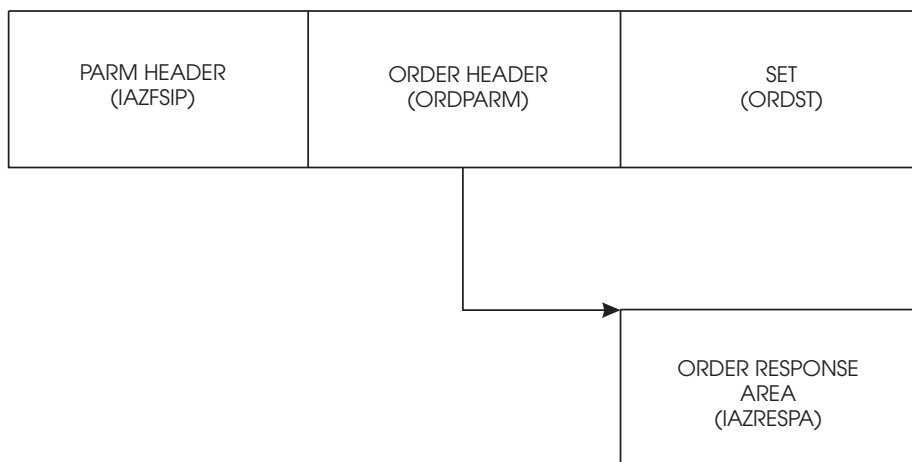 PARM HEADER
(IAZFSIP)
ORDER HEADER
(ORDPARM)
SET
(ORDST)
ORDER RESPONSE
AREA
(IAZRESPA)